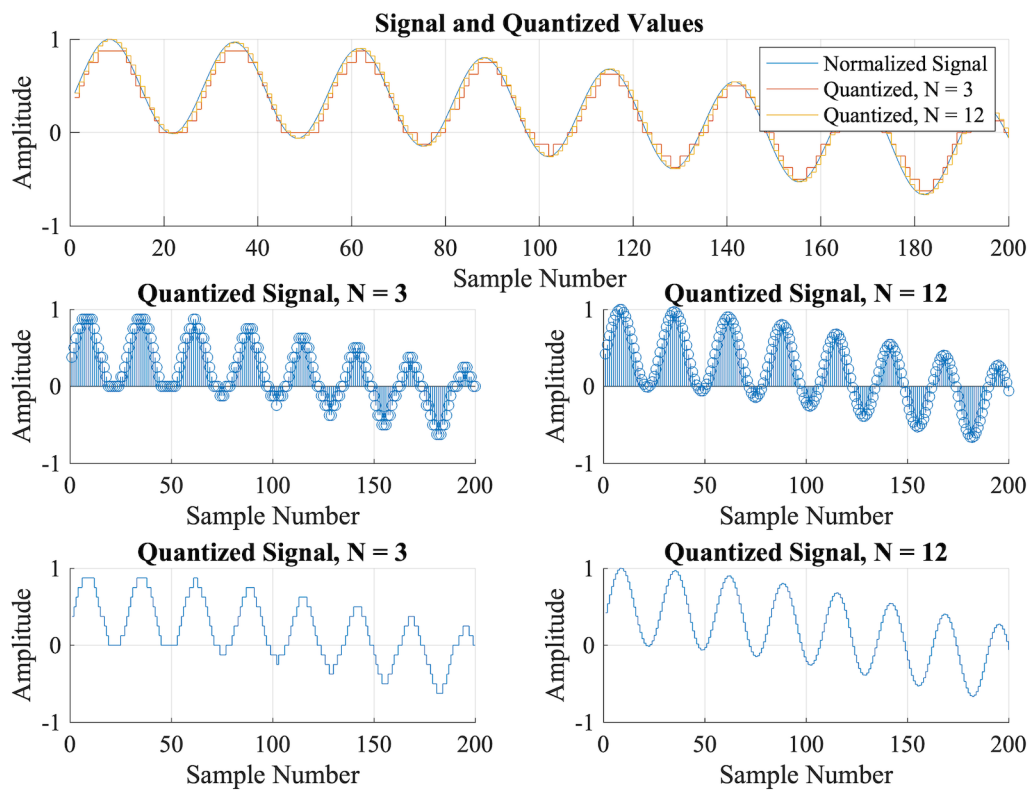 Signal and Quantized Values
1
0
-1
Amplitude
Normalized Signal
Quantized, N = 3
Quantized, N = 12
0 20 40 60 80 100 120 140 160 180 200
Sample Number
Quantized Signal, N = 3
1
0
-1
Amplitude
0 50 100 150 200
Sample Number
Quantized Signal, N = 12
1
0
-1
Amplitude
0 50 100 150 200
Sample Number
Quantized Signal, N = 3
1
0
-1
Amplitude
0 50 100 150 200
Sample Number
Quantized Signal, N = 12
1
0
-1
Amplitude
0 50 100 150 200
Sample Number